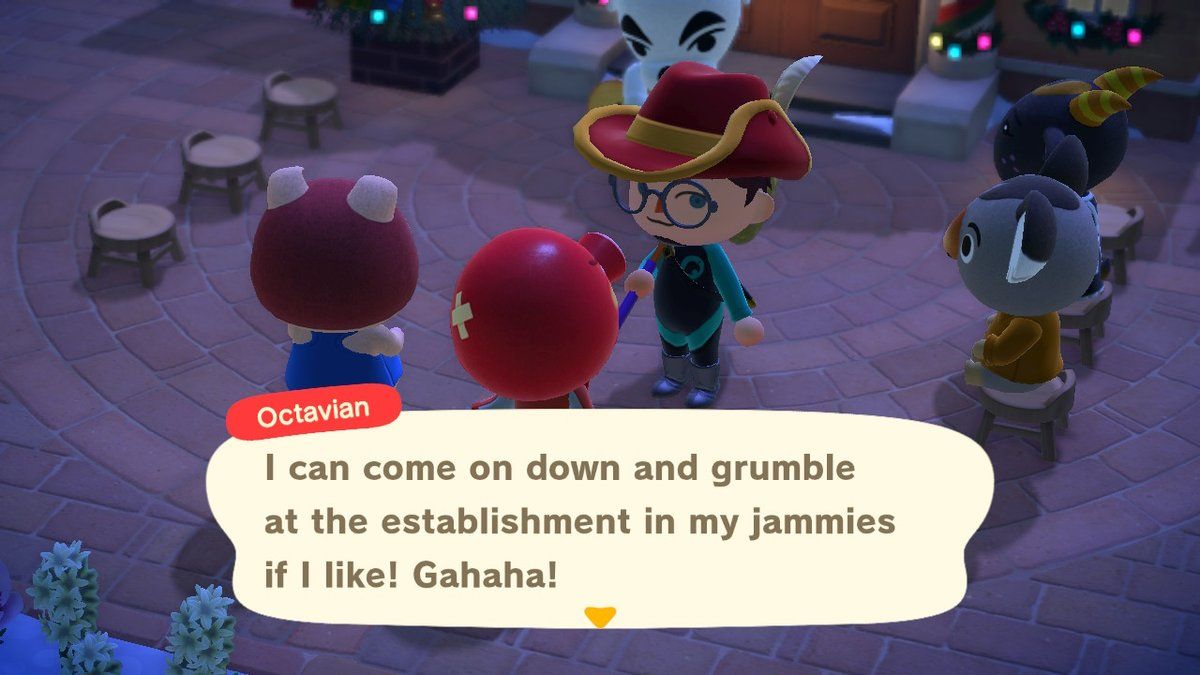 Octavian
I can come on down and grumble
at the establishment in my jammies
if I like! Gahaha!